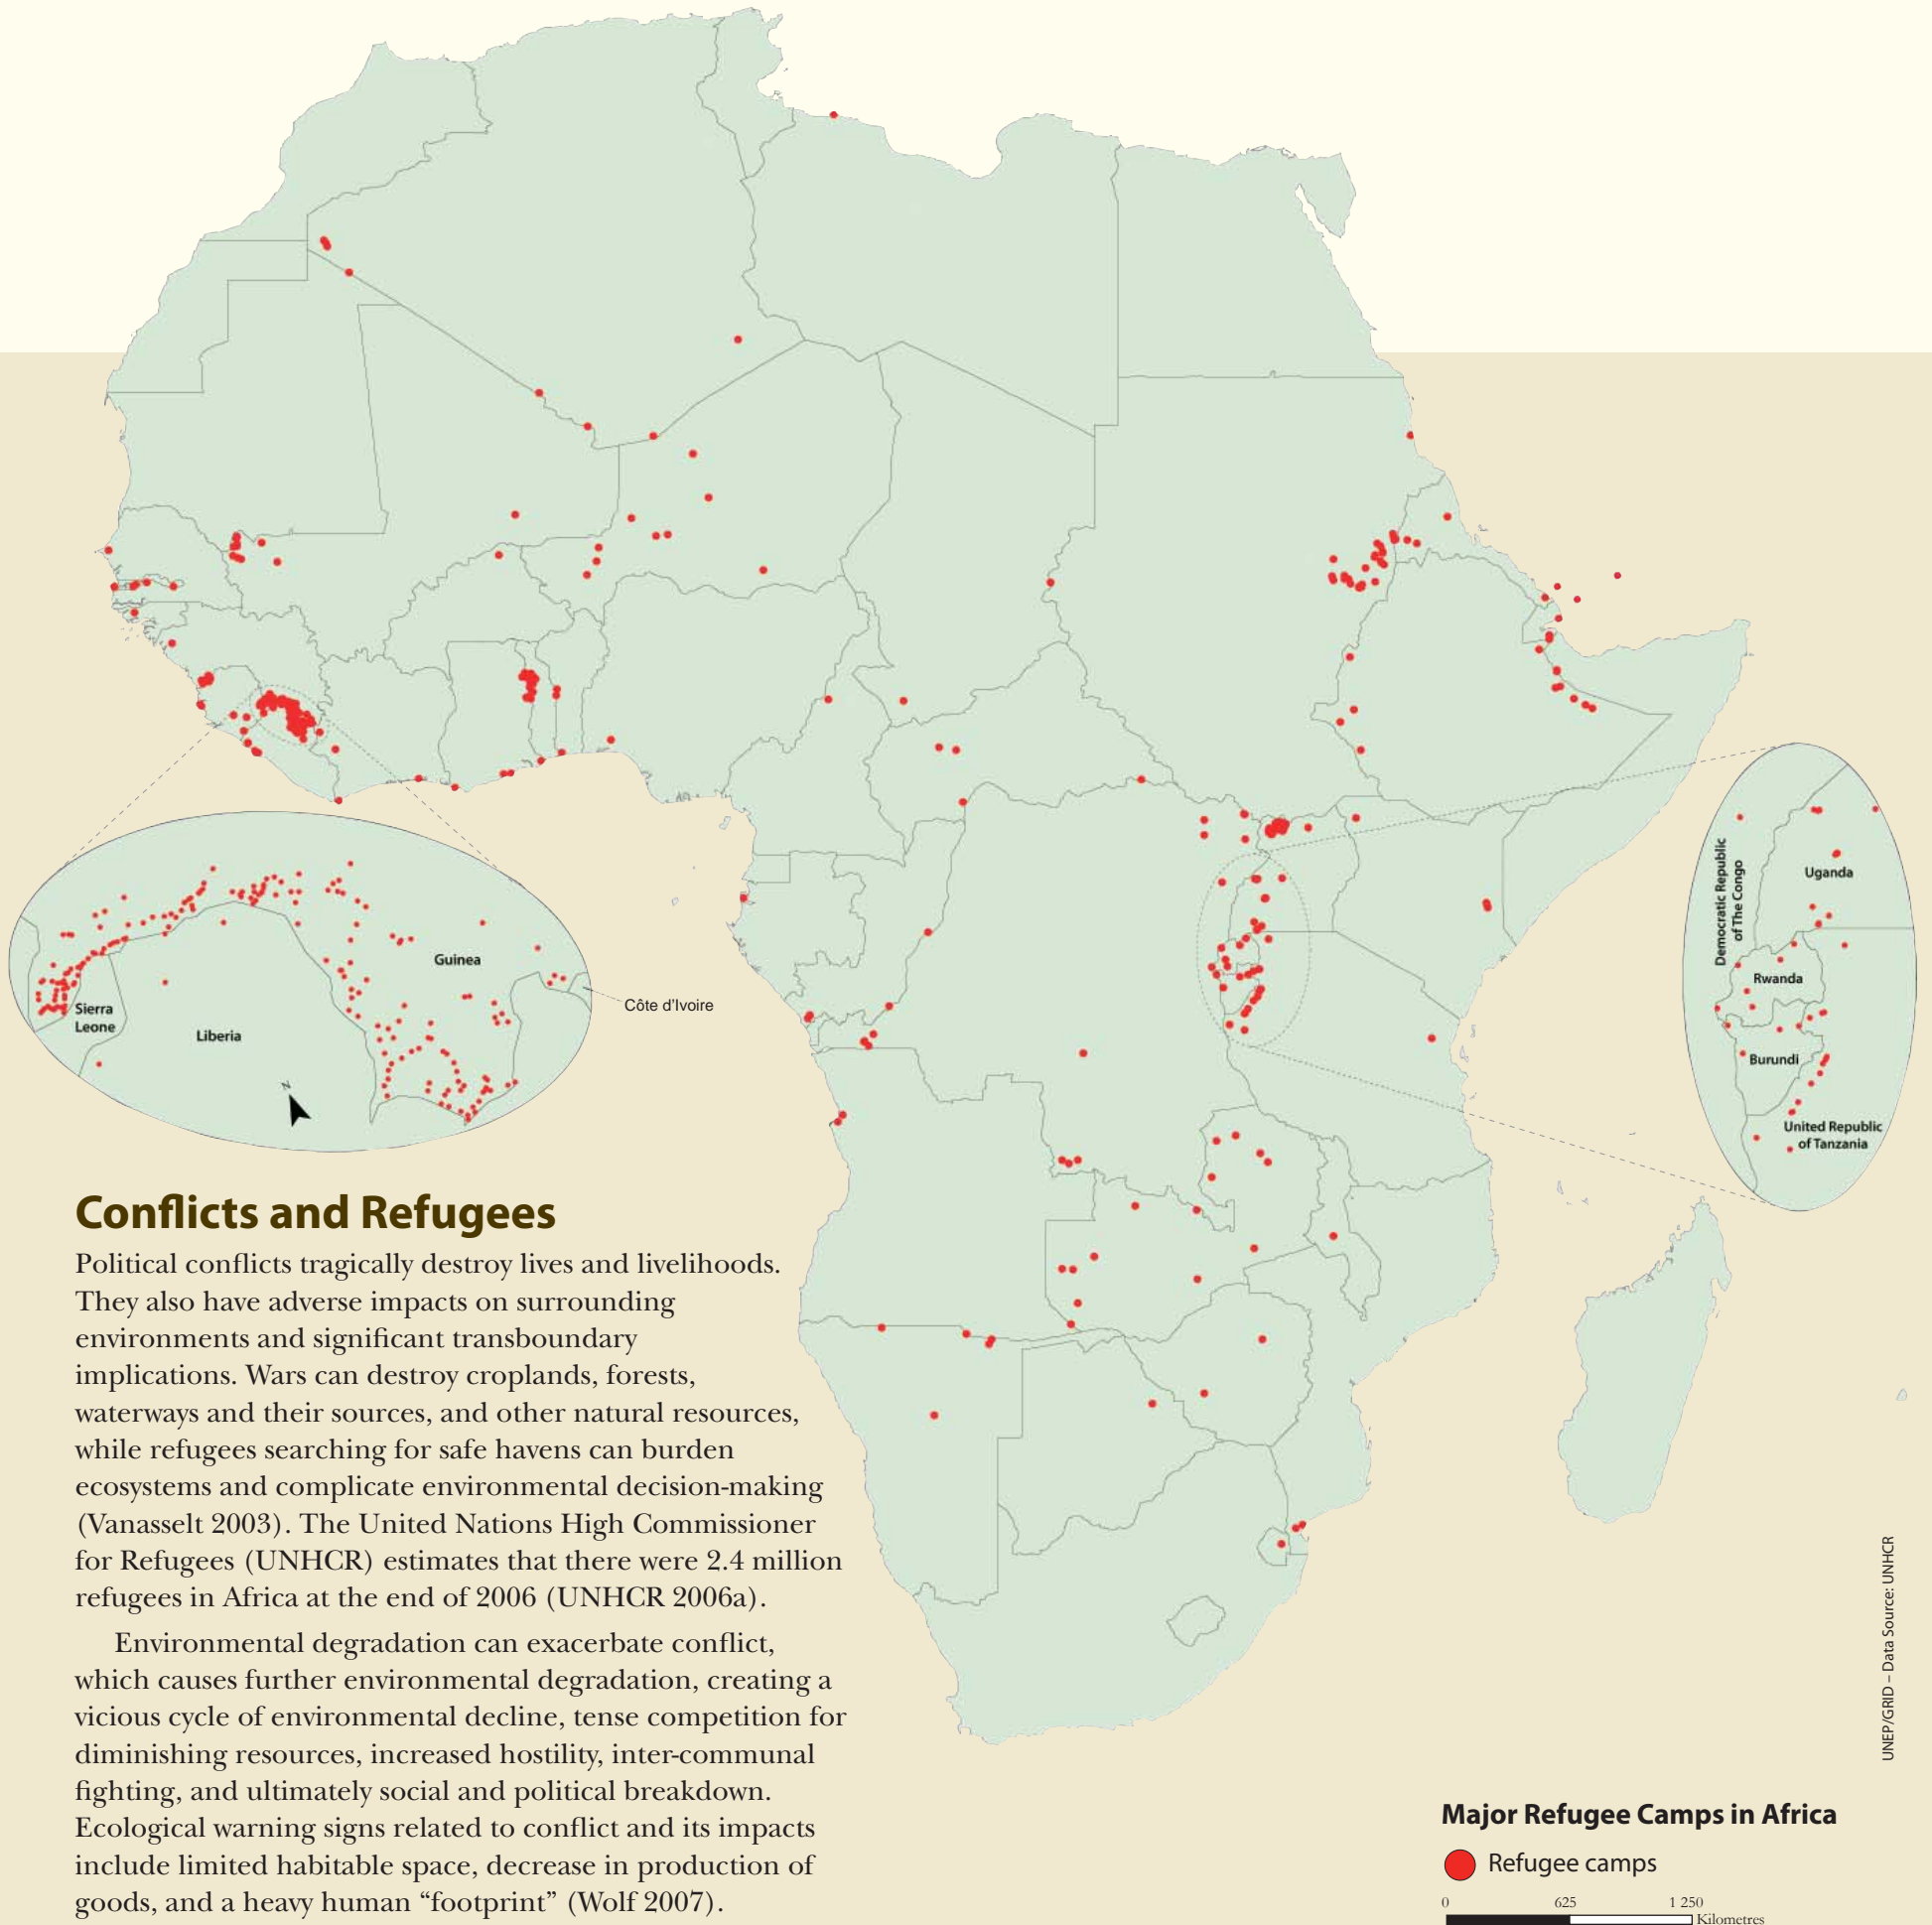 Democratic Republic
of The Congo
Uganda
Rwanda
Burundi
United Republic
of Tanzania
Guinea
Sierra
Leone
Liberia
N
Côte d'Ivoire
Conflicts and Refugees
Political conflicts tragically destroy lives and livelihoods.
They also have adverse impacts on surrounding
environments and significant transboundary
implications. Wars can destroy croplands, forests,
waterways and their sources, and other natural resources,
while refugees searching for safe havens can burden
ecosystems and complicate environmental decision-making
(Vanasselt 2003). The United Nations High Commissioner
for Refugees (UNHCR) estimates that there were 2.4 million
refugees in Africa at the end of 2006 (UNHCR 2006a).
Environmental degradation can exacerbate conflict,
which causes further environmental degradation, creating a
vicious cycle of environmental decline, tense competition for
diminishing resources, increased hostility, inter-communal
fighting, and ultimately social and political breakdown.
Ecological warning signs related to conflict and its impacts
include limited habitable space, decrease in production of
goods, and a heavy human “footprint” (Wolf 2007).
UNEP/GRID – Data Source: UNHCR
Major Refugee Camps in Africa
Refugee camps
0 625 1 250
Kilometres